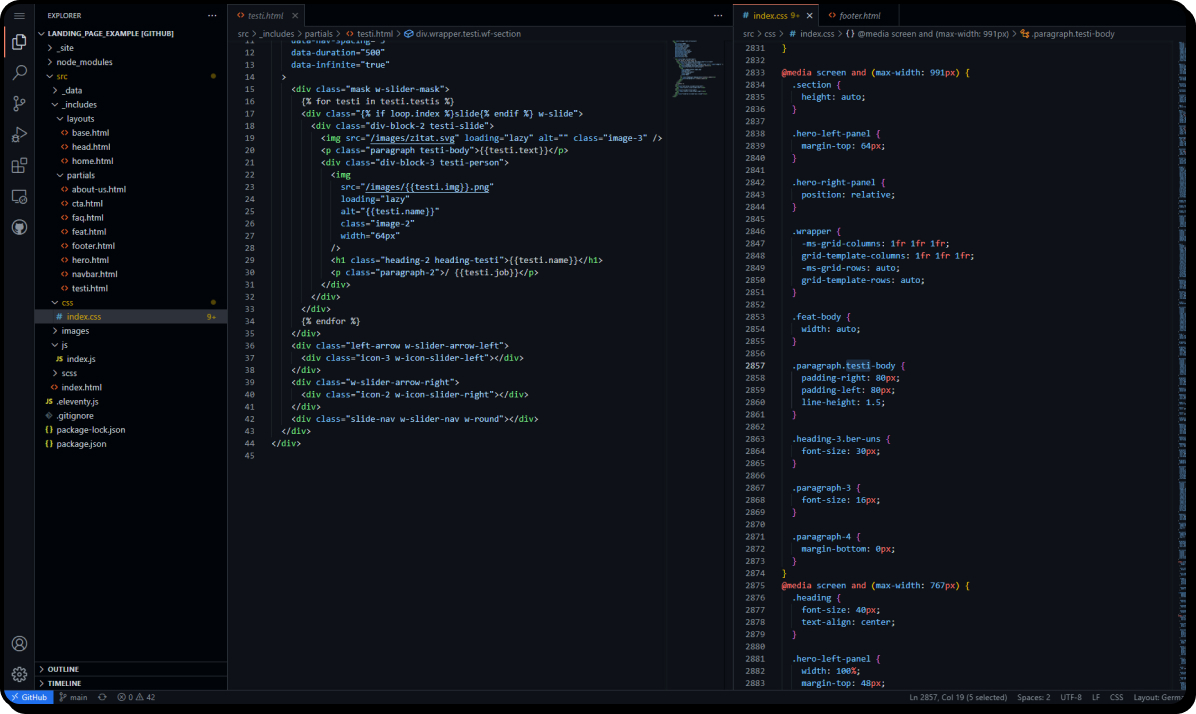 EXPLORER
LANDING_PAGE_EXAMPLE [GITHUB]
_site
node_modules
src
_data
_includes
layouts
base.html
head.html
home.html
partials
about-us.html
cta.html
faq.html
feat.html
footer.html
hero.html
navbar.html
testi.html
css
# index.css 9+
images
js
JS index.js
scss
index.html
JS .eleventy.js
.gitignore
{} package-lock.json
{} package.json
OUTLINE
TIMELINE
<> testi.html ×
src > _includes > partials > <> testi.html > div.wrapper.testi.wf-section
12 data-duration="500"
13 data-infinite="true"
14 >
15 <div class="mask w-slider-mask">
16 {% for testi in testi.testis %}
17 <div class="{% if loop.index %}slide{% endif %} w-slide">
18 <div class="div-block-2 testi-slide">
19 <img src="/images/zitat.svg" loading="lazy" alt="" class="image-3" />
20 <p class="paragraph testi-body">{{testi.text}}</p>
21 <div class="div-block-3 testi-person">
22 <img
23 src="/images/{{testi.img}}.png"
24 loading="lazy"
25 alt="{{testi.name}}"
26 class="image-2"
27 width="64px"
28 />
29 <h1 class="heading-2 heading-testi">{{testi.name}}</h1>
30 <p class="paragraph-2">/ {{testi.job}}</p>
31 </div>
32 </div>
33 </div>
34 {% endfor %}
35 </div>
36 <div class="left-arrow w-slider-arrow-left">
37 <div class="icon-3 w-icon-slider-left"></div>
38 </div>
39 <div class="w-slider-arrow-right">
40 <div class="icon-2 w-icon-slider-right"></div>
41 </div>
42 <div class="slide-nav w-slider-nav w-round"></div>
43 </div>
44 </div>
45
# index.css 9+ ×
<> footer.html
src > css > # index.css > {} @media screen and (max-width: 991px) > .paragraph.testi-body
2831 }
2832
2833 @media screen and (max-width: 991px) {
2834 .section {
2835 height: auto;
2836 }
2837
2838 .hero-left-panel {
2839 margin-top: 64px;
2840 }
2841
2842 .hero-right-panel {
2843 position: relative;
2844 }
2845
2846 .wrapper {
2847 -ms-grid-columns: 1fr 1fr 1fr;
2848 grid-template-columns: 1fr 1fr 1fr;
2849 -ms-grid-rows: auto;
2850 grid-template-rows: auto;
2851 }
2852
2853 .feat-body {
2854 width: auto;
2855 }
2856
2857 .paragraph.testi-body {
2858 padding-right: 80px;
2859 padding-left: 80px;
2860 line-height: 1.5;
2861 }
2862
2863 .heading-3.ber-uns {
2864 font-size: 30px;
2865 }
2866
2867 .paragraph-3 {
2868 font-size: 16px;
2869 }
2870
2871 .paragraph-4 {
2872 margin-bottom: 0px;
2873 }
2874 }
2875 @media screen and (max-width: 767px) {
2876 .heading {
2877 font-size: 40px;
2878 text-align: center;
2879 }
2880
2881 .hero-left-panel {
2882 width: 100%;
2883 margin-top: 48px;
GitHub main 0 42
Ln 2857, Col 19 (5 selected) Spaces: 2 UTF-8 LF CSS Layout: Germ